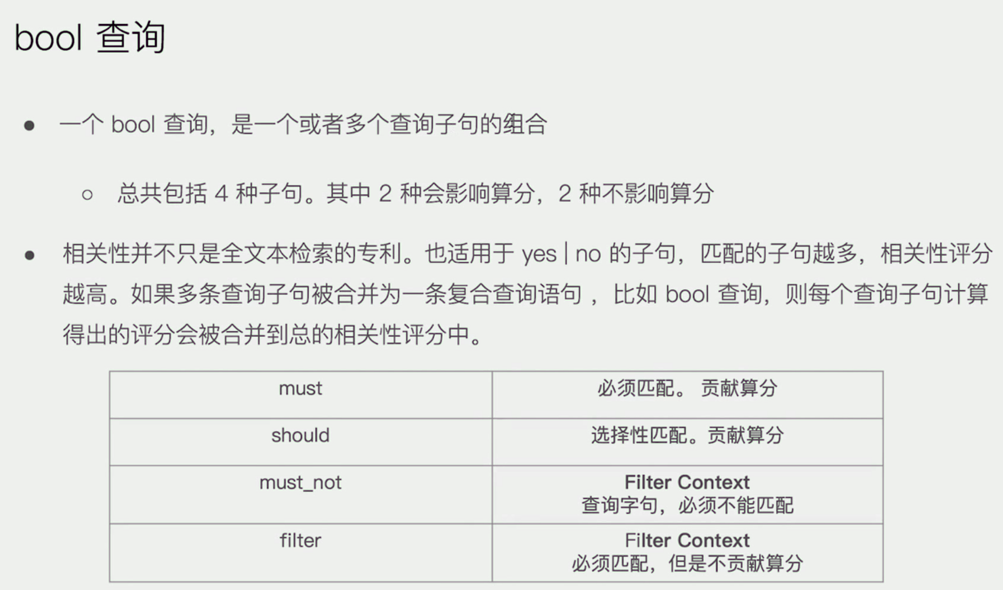 bool 查询
● 一个 bool 查询，是一个或者多个查询子句的组合
○ 总共包括 4 种子句。其中 2 种会影响算分，2 种不影响算分
● 相关性并不只是全文本检索的专利。也适用于 yes | no 的子句，匹配的子句越多，相关性评分
越高。如果多条查询子句被合并为一条复合查询语句 ，比如 bool 查询，则每个查询子句计算
得出的评分会被合并到总的相关性评分中。
must 必须匹配。 贡献算分
should 选择性匹配。贡献算分
must_not Filter Context
查询字句，必须不能匹配
filter Filter Context
必须匹配，但是不贡献算分